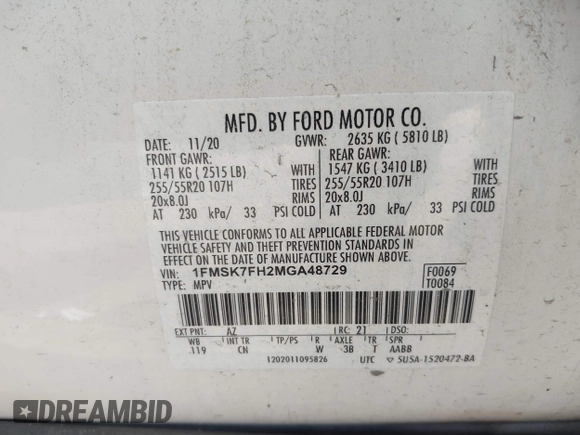 MFD. BY FORD MOTOR CO.
DATE: 11/20 GVWR: 2635 KG ( 5810 LB)
FRONT GAWR: REAR GAWR:
1141 KG ( 2515 LB) WITH 1547 KG ( 3410 LB) WITH
255/55R20 107H TIRES 255/55R20 107H TIRES
20x8.0J RIMS 20x8.0J RIMS
AT 230 kPa/ 33 PSI COLD AT 230 kPa/ 33 PSI COLD
THIS VEHICLE CONFORMS TO ALL APPLICABLE FEDERAL MOTOR
VEHICLE SAFETY AND THEFT PREVENTION STANDARDS IN
EFFECT ON THE DATE OF MANUFACTURE SHOWN ABOVE.
VIN: 1FMSK7FH2MGA48729 F0069
TYPE: MPV T0084
EXT PNT: AZ RC: 21 DSO:
WB INT TR TP/PS R AXLE TR SPR
119 CN W 3B T AABB
1202011095826 UTC 5USA-1520472-BA
DREAMBID